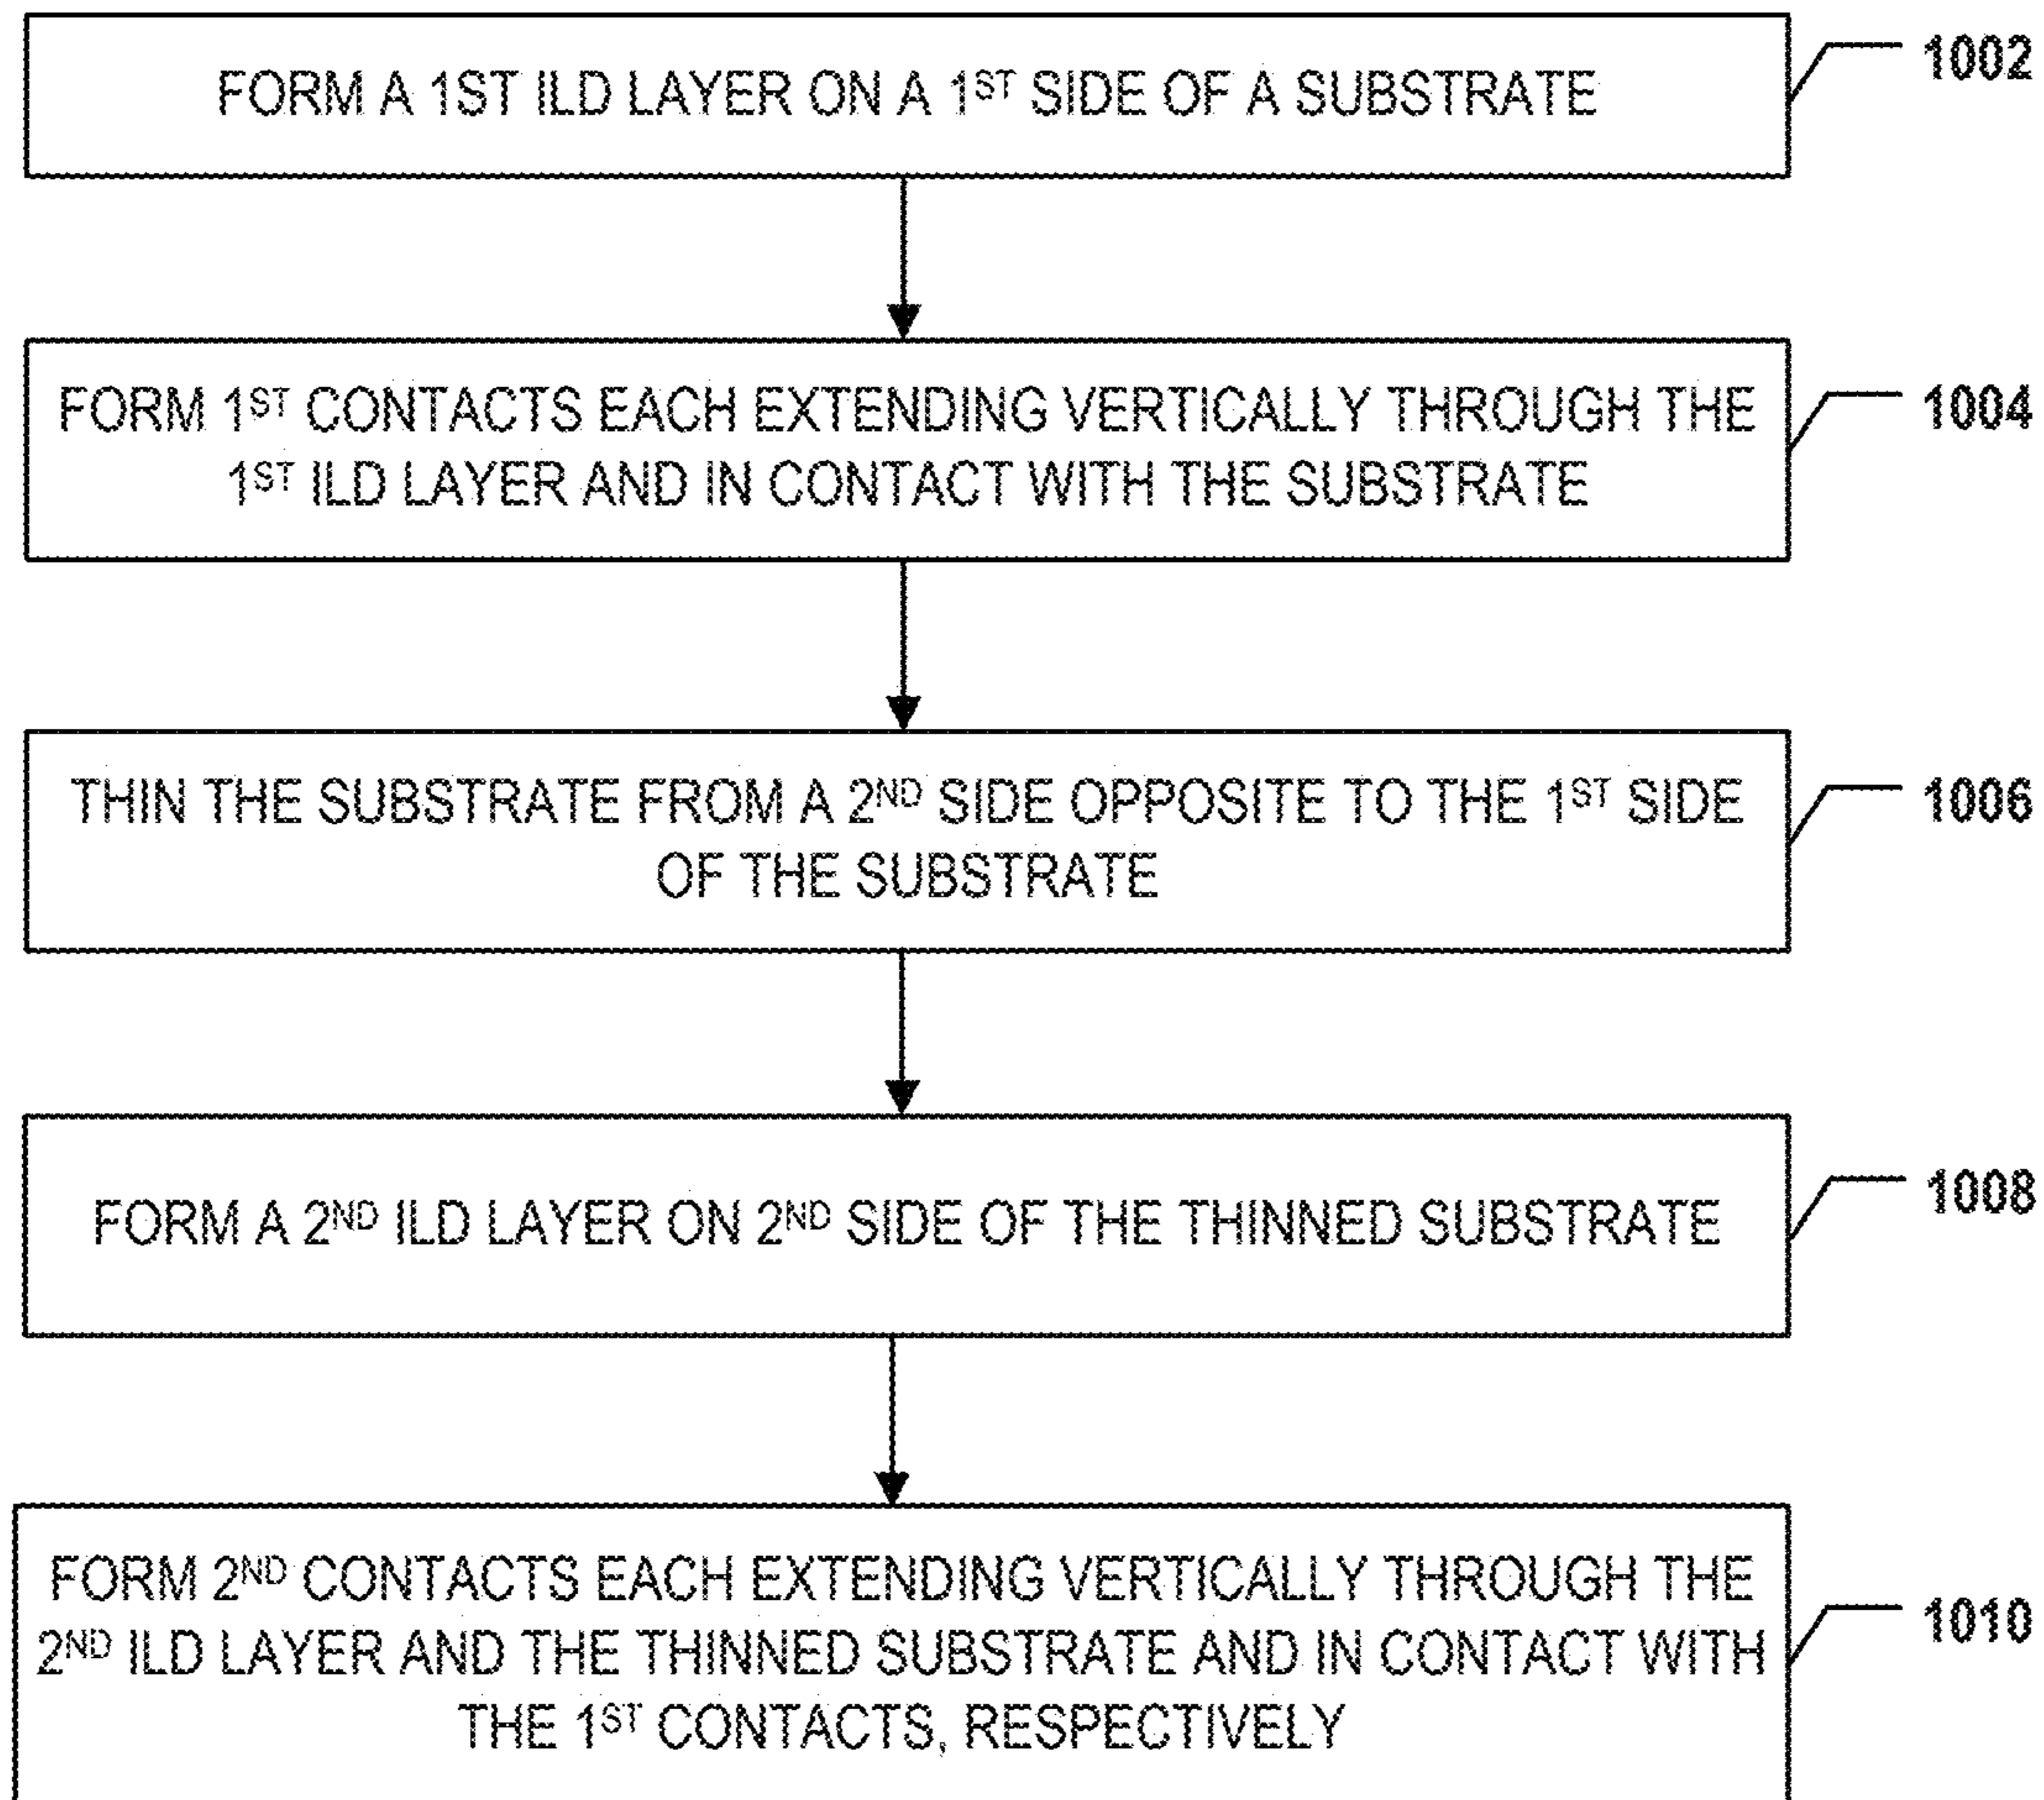 FORM A 1ST ILD LAYER ON A 1ST SIDE OF A SUBSTRATE
1002
FORM 1ST CONTACTS EACH EXTENDING VERTICALLY THROUGH THE
1ST ILD LAYER AND IN CONTACT WITH THE SUBSTRATE
1004
THIN THE SUBSTRATE FROM A 2ND SIDE OPPOSITE TO THE 1ST SIDE
OF THE SUBSTRATE
1006
FORM A 2ND ILD LAYER ON 2ND SIDE OF THE THINNED SUBSTRATE
1008
FORM 2ND CONTACTS EACH EXTENDING VERTICALLY THROUGH THE
2ND ILD LAYER AND THE THINNED SUBSTRATE AND IN CONTACT WITH
THE 1ST CONTACTS, RESPECTIVELY
1010